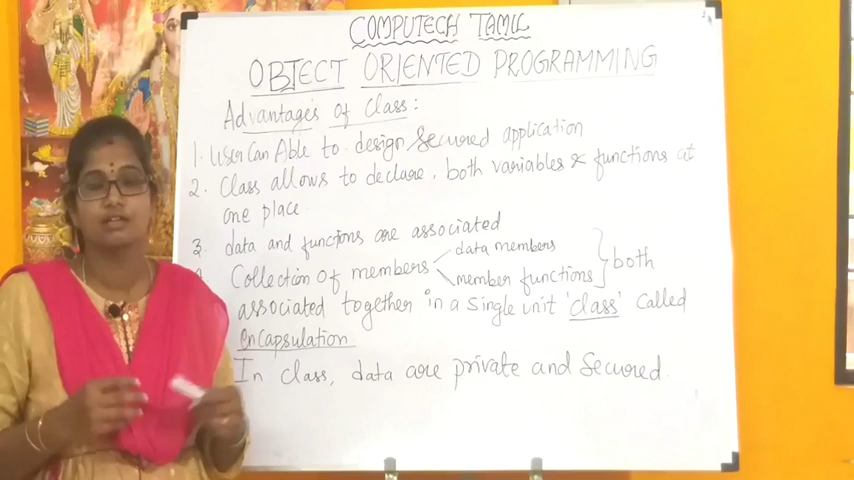 COMPUTECH TAMIL
OBJECT ORIENTED PROGRAMMING
Advantages of class:
1. User Can Able to design secured application
2. Class allows to declare, both variables & functions at
one place.
3. data and functions are associated
Collection of members data members
member functions both
associated together in a single unit 'class' called
encapsulation
In class, data are private and Secured.